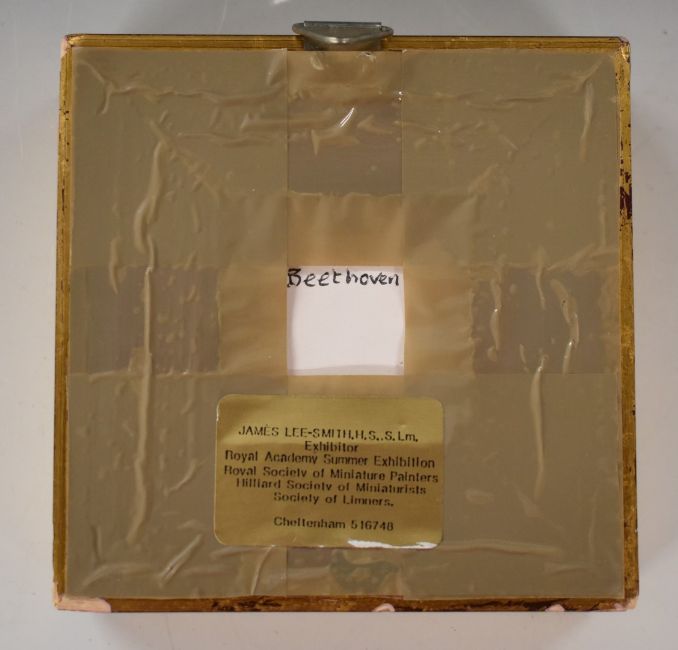 Beethoven
JAMES LEE-SMITH.H.S..S.Lm.
Exhibitor
Royal Academy Summer Exhibition
Royal Society of Miniature Painters
Hilliard Society of Miniaturists
Society of Limners.
Cheltenham 516748